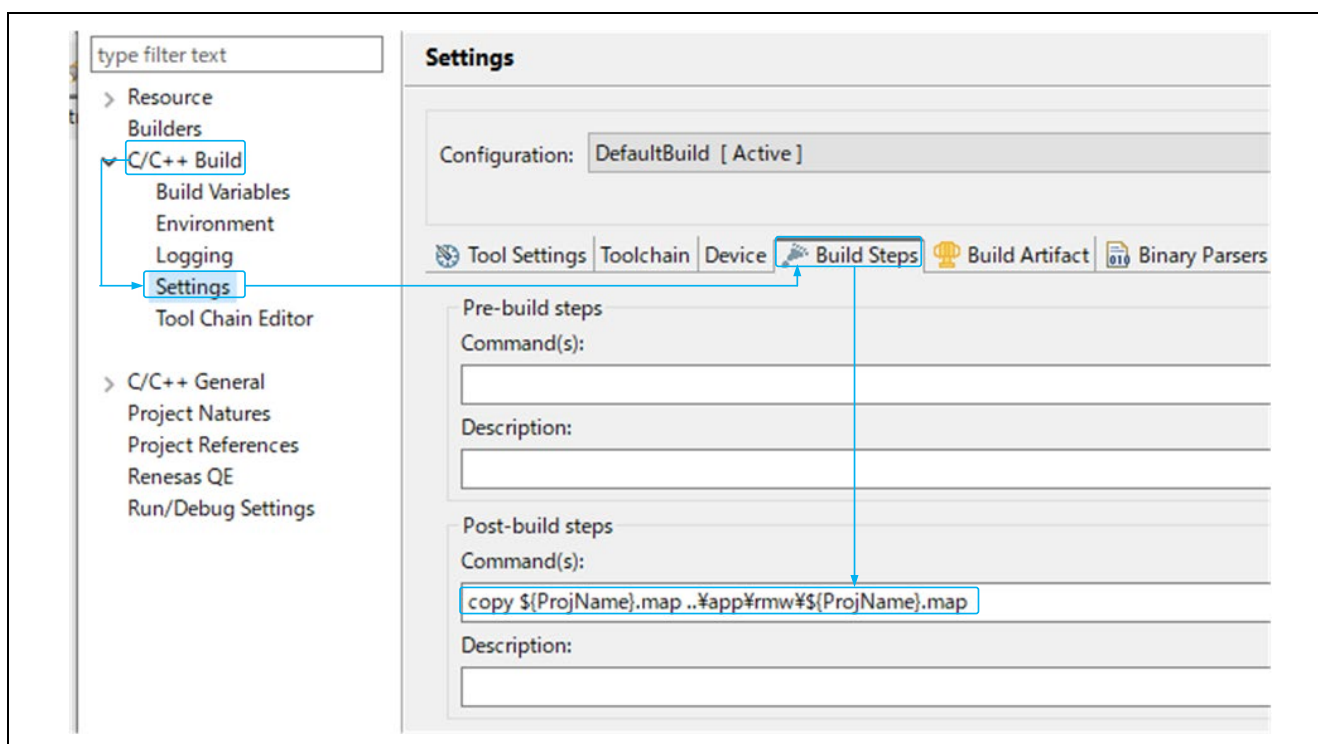 type filter text
Resource
Builders
C/C++ Build
Build Variables
Environment
Logging
Settings
Tool Chain Editor
C/C++ General
Project Natures
Project References
Renesas QE
Run/Debug Settings
Settings
Configuration: DefaultBuild [ Active ]
Tool Settings Toolchain Device Build Steps Build Artifact Binary Parsers
Pre-build steps
Command(s):
Description:
Post-build steps
Command(s):
copy ${ProjName}.map ..¥app¥rmw¥${ProjName}.map
Description: